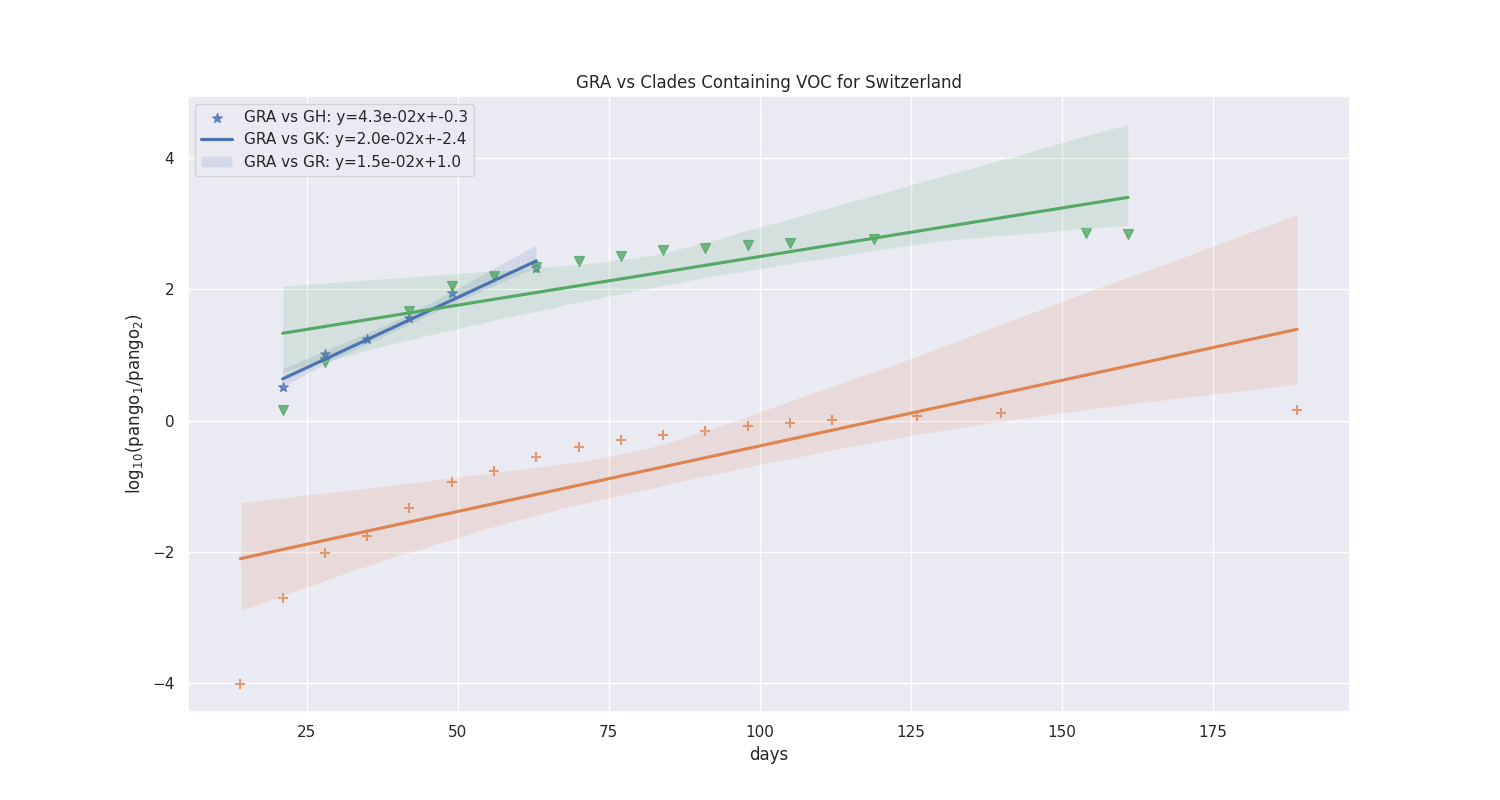 GRA vs Clades Containing VOC for Switzerland
GRA vs GH: y=4.3e-02x+-0.3
GRA vs GK: y=2.0e-02x+-2.4
GRA vs GR: y=1.5e-02x+1.0
4
2
0
−2
−4
log₁₀(pango₁/pango₂)
25 50 75 100 125 150 175
days